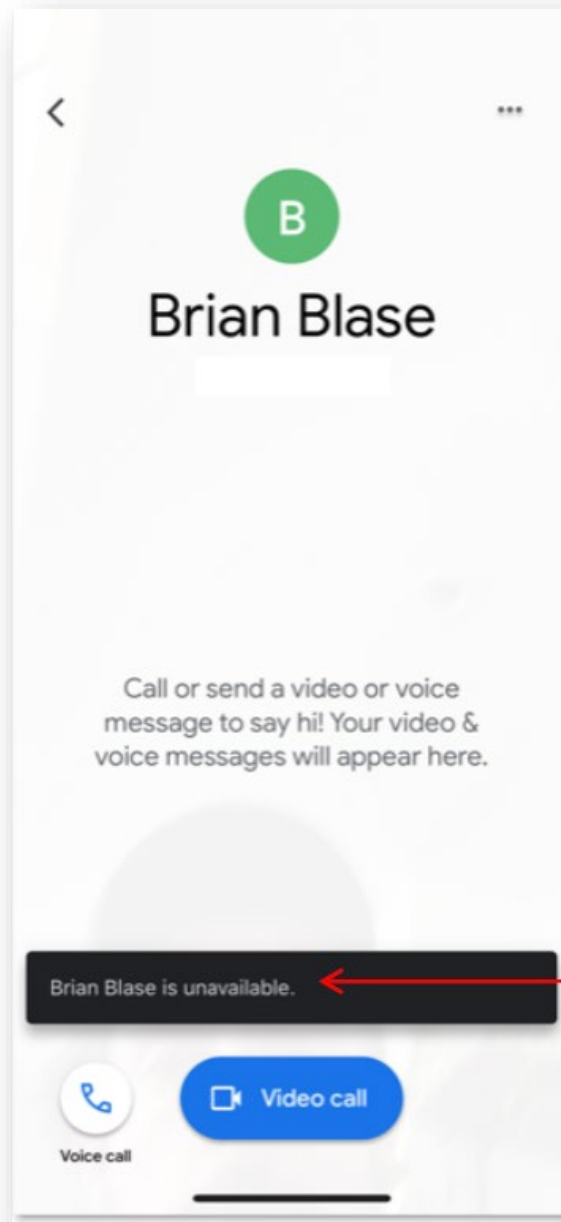 B
Brian Blase
Call or send a video or voice
message to say hi! Your video &
voice messages will appear here.
Brian Blase is unavailable.
Video call
Voice call